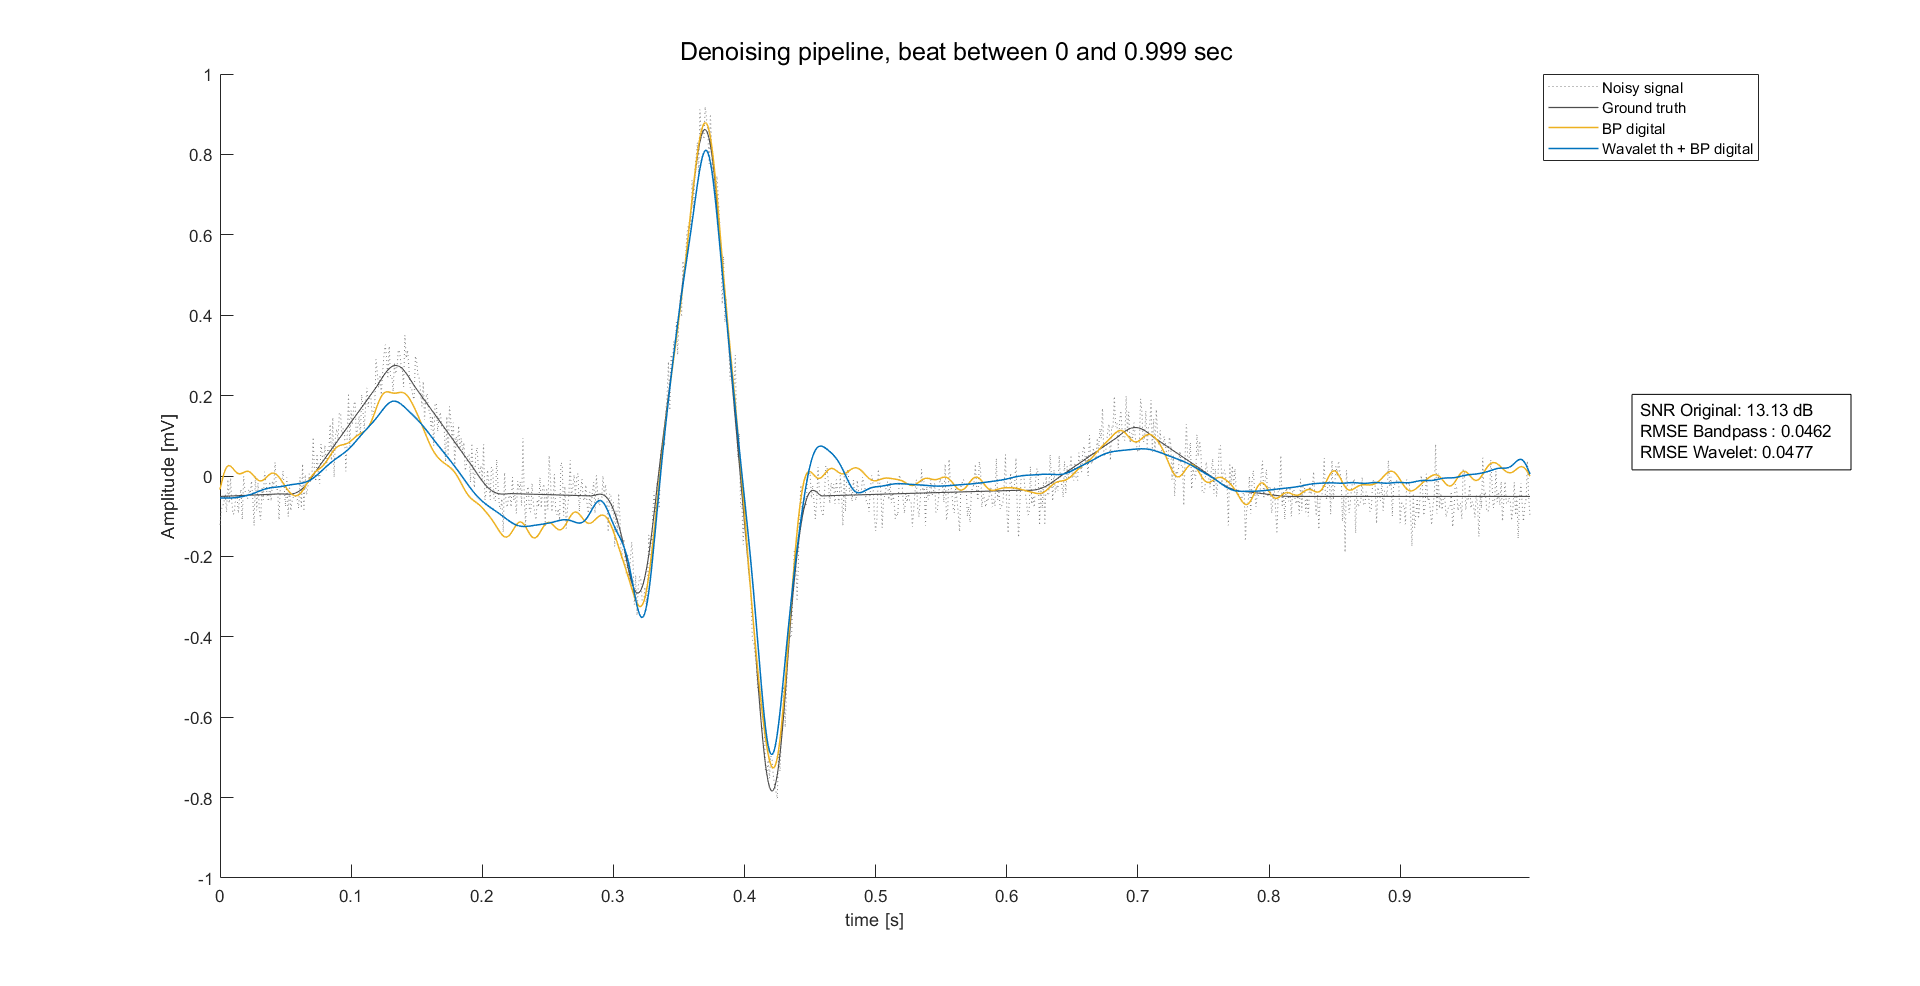 Denoising pipeline, beat between 0 and 0.999 sec
Noisy signal
Ground truth
BP digital
Wavalet th + BP digital
SNR Original: 13.13 dB
RMSE Bandpass : 0.0462
RMSE Wavelet: 0.0477
Amplitude [mV]
1
0.8
0.6
0.4
0.2
0
-0.2
-0.4
-0.6
-0.8
-1
0
0.1
0.2
0.3
0.4
0.5
0.6
0.7
0.8
0.9
time [s]